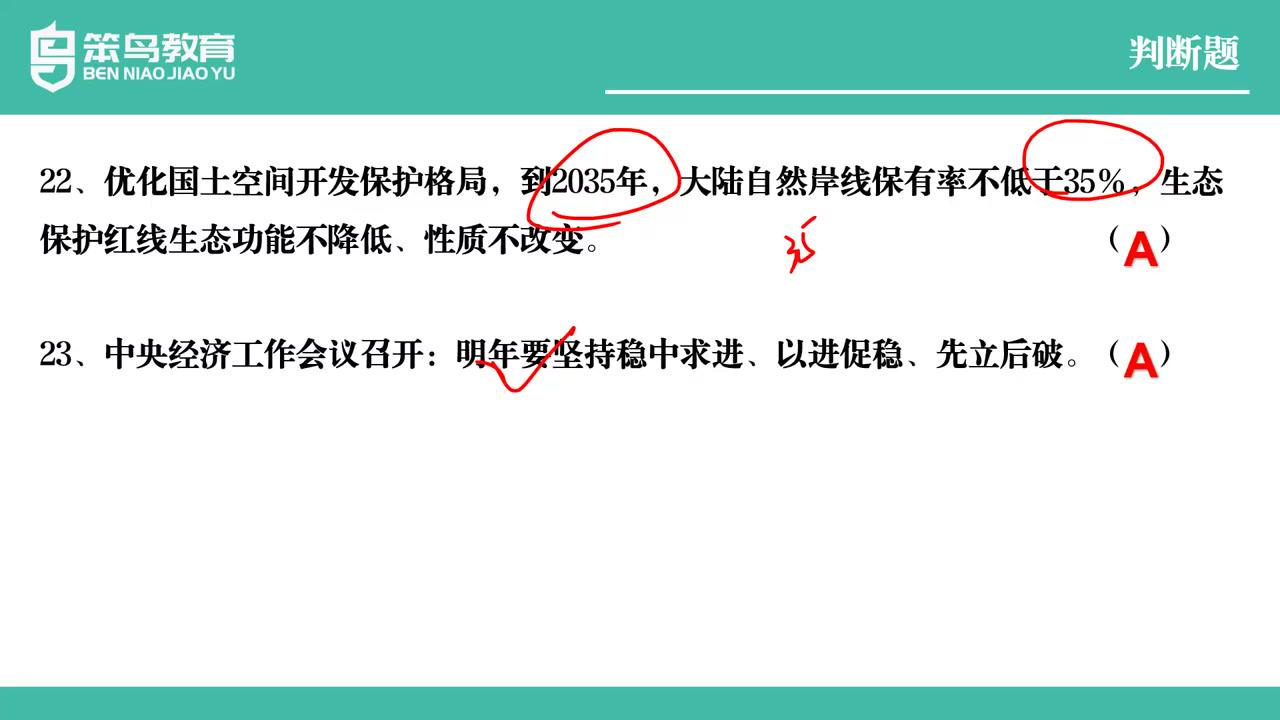 笨鸟教育
BEN NIAO JIAO YU
判断题
22、优化国土空间开发保护格局，到2035年，大陆自然岸线保有率不低于35%，生态
保护红线生态功能不降低、性质不改变。 （A）
35
23、中央经济工作会议召开：明年要坚持稳中求进、以进促稳、先立后破。（A）